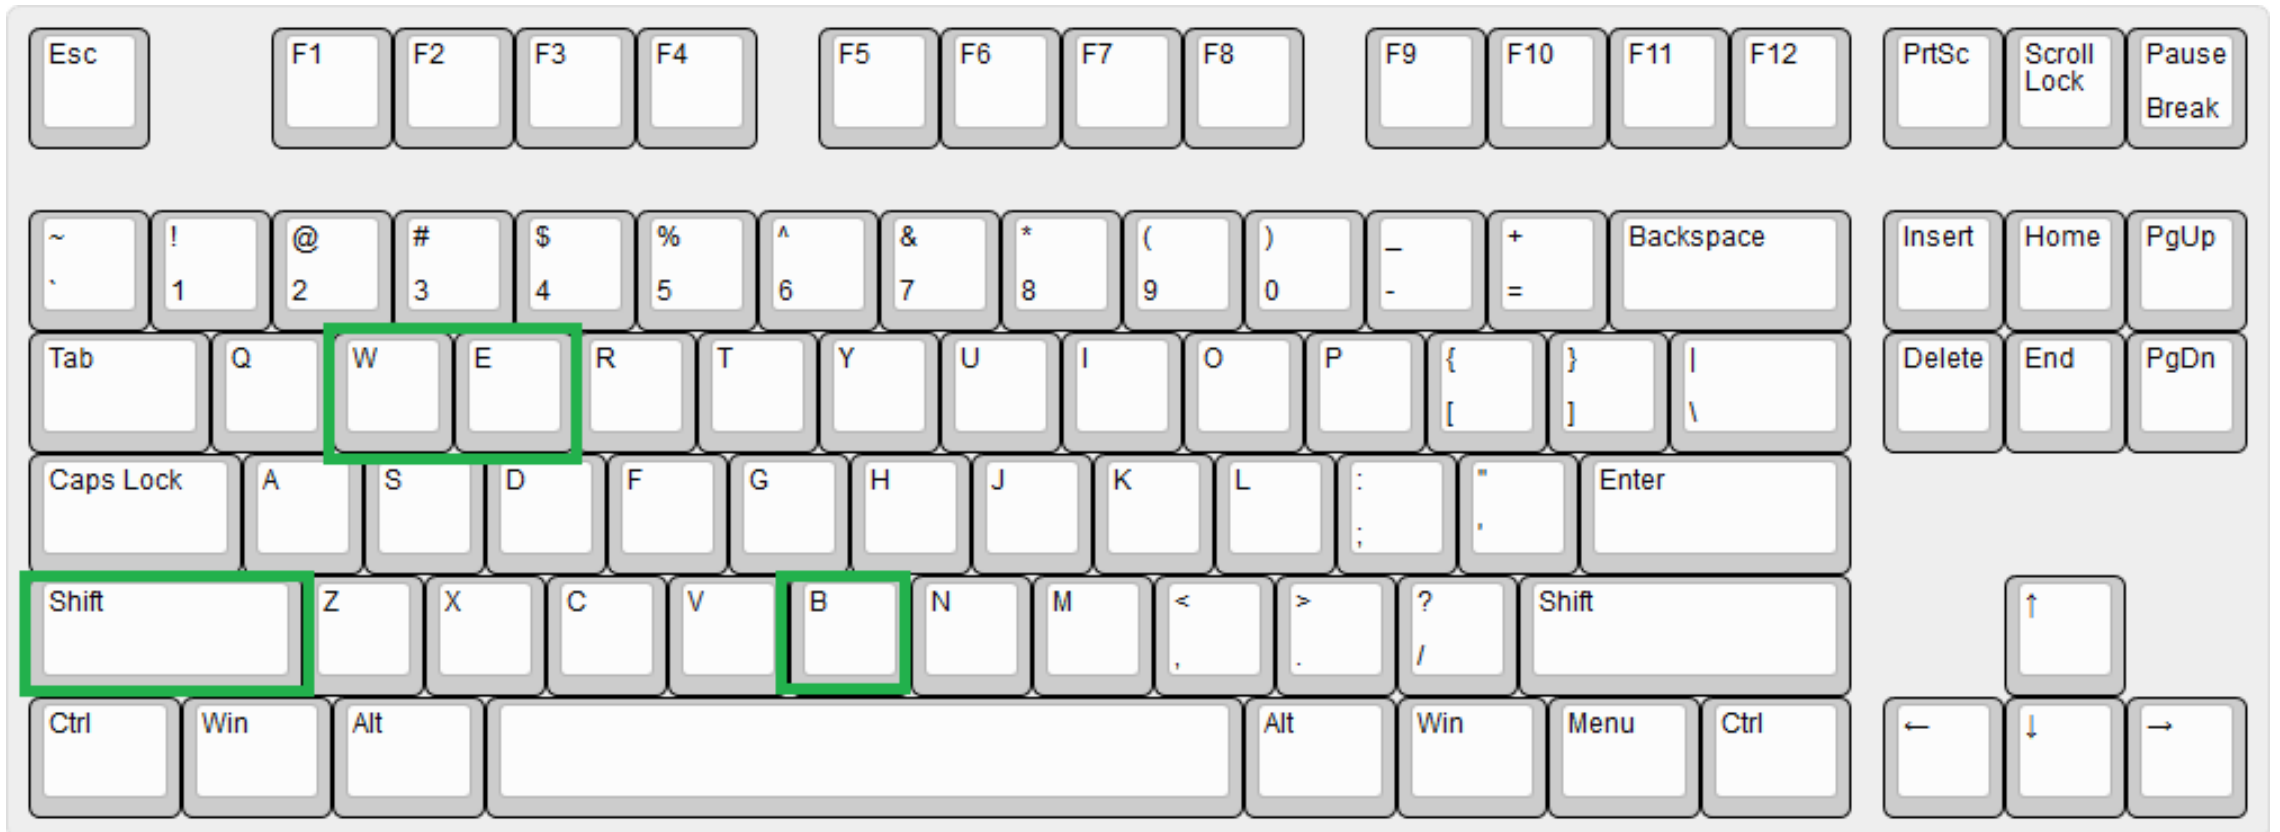 Esc F1 F2 F3 F4 F5 F6 F7 F8 F9 F10 F11 F12 PrtSc Scroll Lock Pause Break
~ ! @ # $ % ^ & * ( ) _ + Backspace Insert Home PgUp
` 1 2 3 4 5 6 7 8 9 0 - =
Tab Q W E R T Y U I O P { } | Delete End PgDn
[ ] \
Caps Lock A S D F G H J K L : " Enter
; '
Shift Z X C V B N M < > ? Shift ↑
, . /
Ctrl Win Alt Alt Win Menu Ctrl ← ↓ →